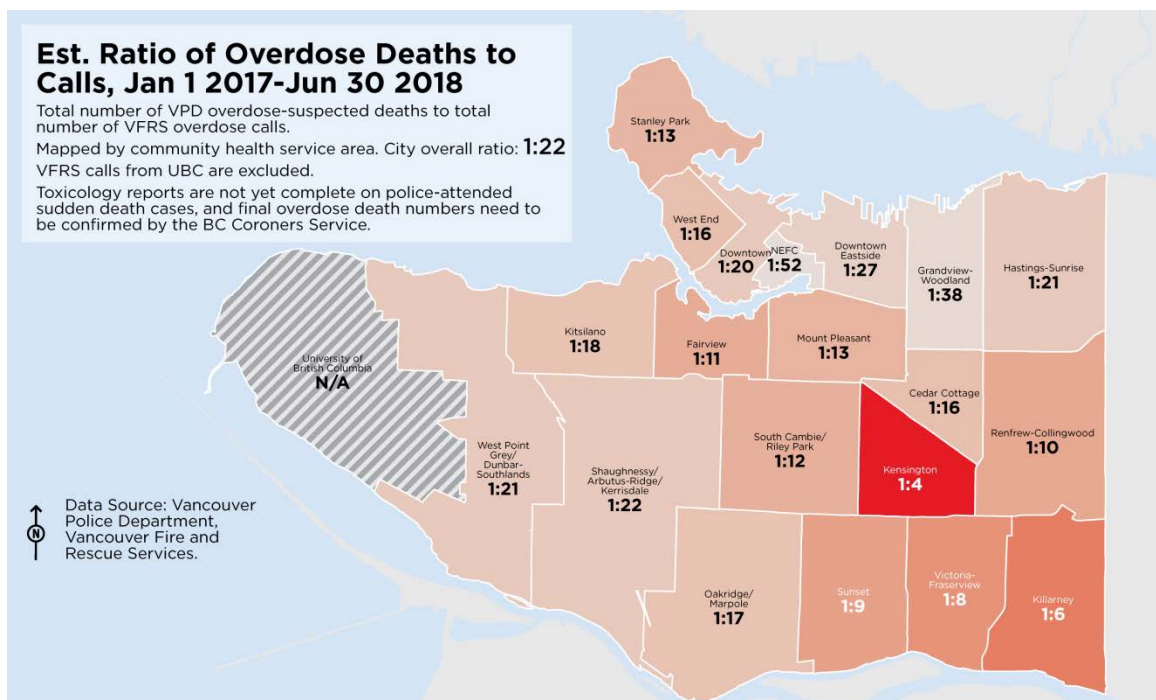 Est. Ratio of Overdose Deaths to
Calls, Jan 1 2017-Jun 30 2018
Total number of VPD overdose-suspected deaths to total
number of VFRS overdose calls.
Mapped by community health service area. City overall ratio: 1:22
VFRS calls from UBC are excluded.
Toxicology reports are not yet complete on police-attended
sudden death cases, and final overdose death numbers need to
be confirmed by the BC Coroners Service.
Stanley Park
1:13
West End
1:16
Downtown
1:20
NEFC
1:52
Downtown
Eastside
1:27
Grandview-
Woodland
1:38
Hastings-Sunrise
1:21
Kitsilano
1:18
Fairview
1:11
Mount Pleasant
1:13
University of
British Columbia
N/A
Cedar Cottage
1:16
Renfrew-Collingwood
1:10
West Point
Grey/
Dunbar-
Southlands
1:21
Shaughnessy/
Arbutus-Ridge/
Kerrisdale
1:22
South Cambie/
Riley Park
1:12
Kensington
1:4
Oakridge/
Marpole
1:17
Sunset
1:9
Victoria-
Fraserview
1:8
Killarney
1:6
N
Data Source: Vancouver
Police Department,
Vancouver Fire and
Rescue Services.